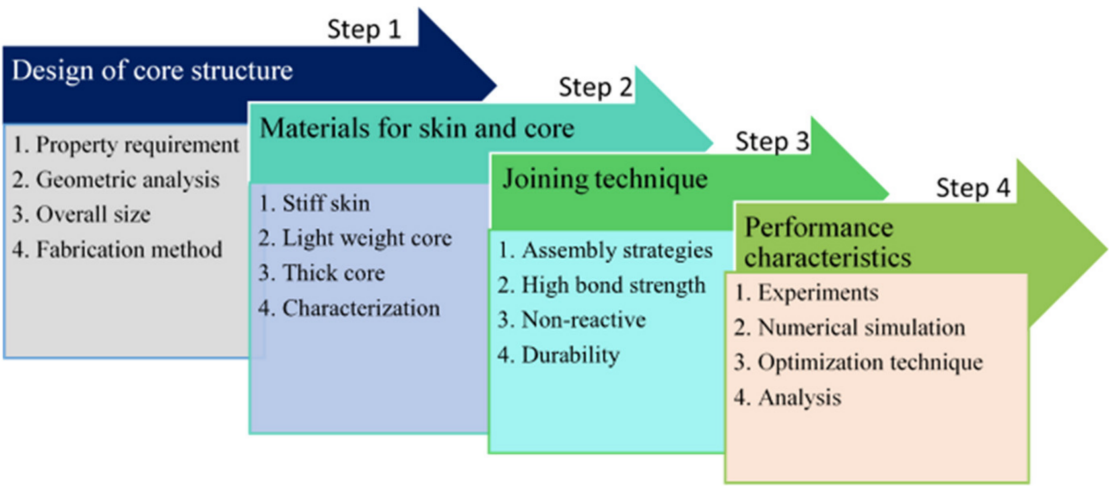 Step 1
Design of core structure
1. Property requirement
2. Geometric analysis
3. Overall size
4. Fabrication method
Step 2
Materials for skin and core
1. Stiff skin
2. Light weight core
3. Thick core
4. Characterization
Step 3
Joining technique
1. Assembly strategies
2. High bond strength
3. Non-reactive
4. Durability
Step 4
Performance
characteristics
1. Experiments
2. Numerical simulation
3. Optimization technique
4. Analysis